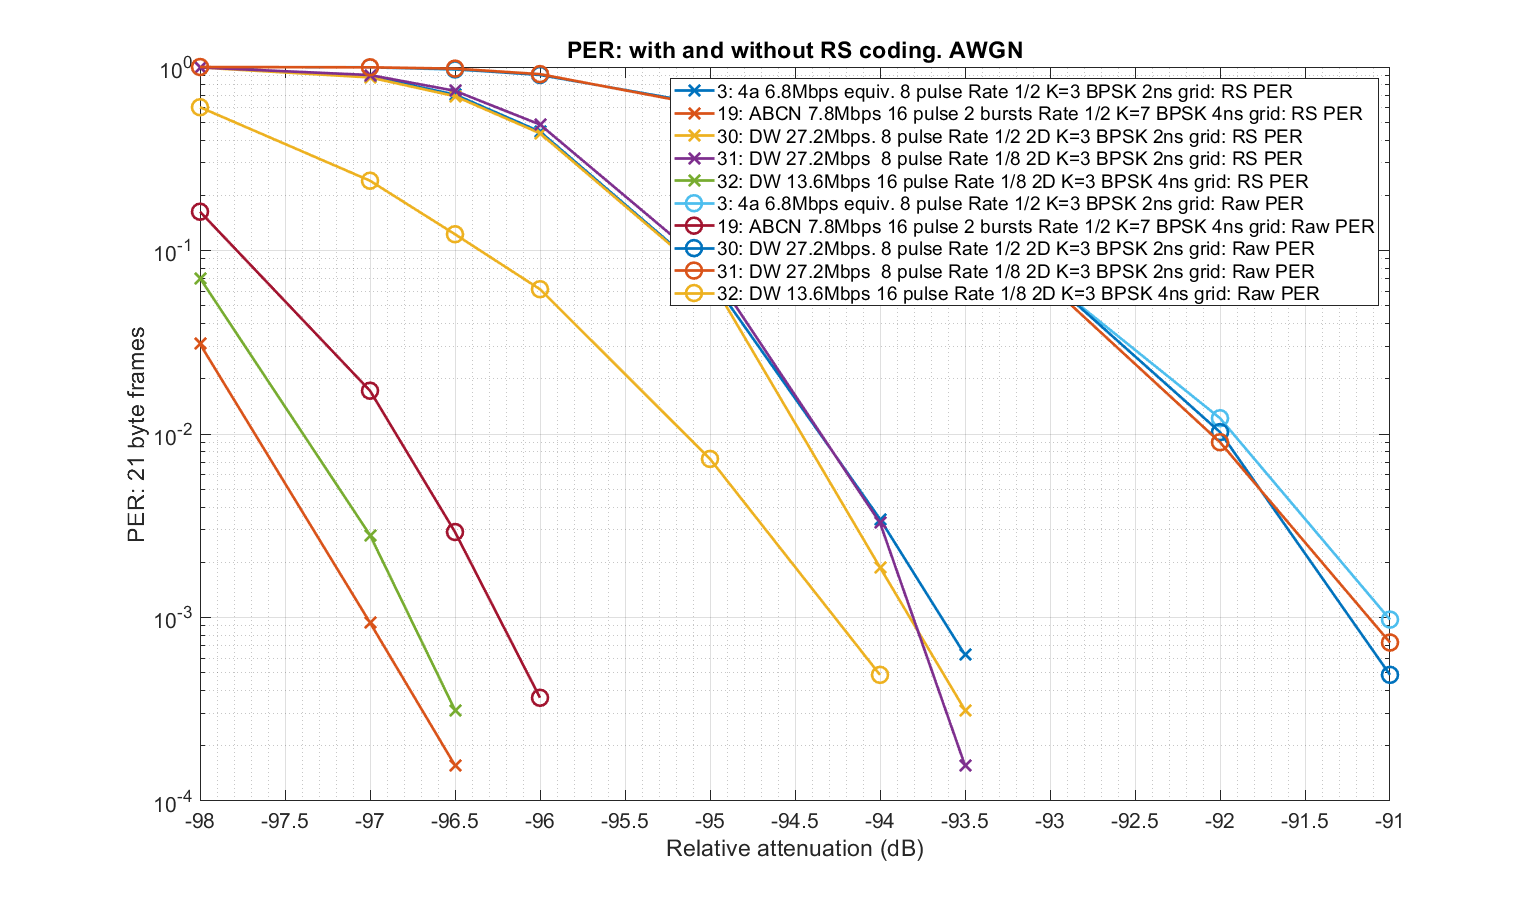 PER: with and without RS coding. AWGN
10^0
10^-1
10^-2
10^-3
10^-4
PER: 21 byte frames
3: 4a 6.8Mbps equiv. 8 pulse Rate 1/2 K=3 BPSK 2ns grid: RS PER
19: ABCN 7.8Mbps 16 pulse 2 bursts Rate 1/2 K=7 BPSK 4ns grid: RS PER
30: DW 27.2Mbps. 8 pulse Rate 1/2 2D K=3 BPSK 2ns grid: RS PER
31: DW 27.2Mbps  8 pulse Rate 1/8 2D K=3 BPSK 2ns grid: RS PER
32: DW 13.6Mbps 16 pulse Rate 1/8 2D K=3 BPSK 4ns grid: RS PER
3: 4a 6.8Mbps equiv. 8 pulse Rate 1/2 K=3 BPSK 2ns grid: Raw PER
19: ABCN 7.8Mbps 16 pulse 2 bursts Rate 1/2 K=7 BPSK 4ns grid: Raw PER
30: DW 27.2Mbps. 8 pulse Rate 1/2 2D K=3 BPSK 2ns grid: Raw PER
31: DW 27.2Mbps  8 pulse Rate 1/8 2D K=3 BPSK 2ns grid: Raw PER
32: DW 13.6Mbps 16 pulse Rate 1/8 2D K=3 BPSK 4ns grid: Raw PER
-98 -97.5 -97 -96.5 -96 -95.5 -95 -94.5 -94 -93.5 -93 -92.5 -92 -91.5 -91
Relative attenuation (dB)